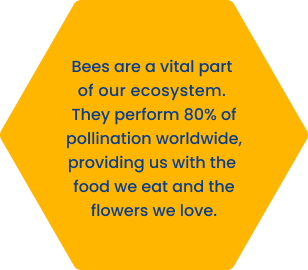 Bees are a vital part
of our ecosystem.
They perform 80% of
pollination worldwide,
providing us with the
food we eat and the
flowers we love.